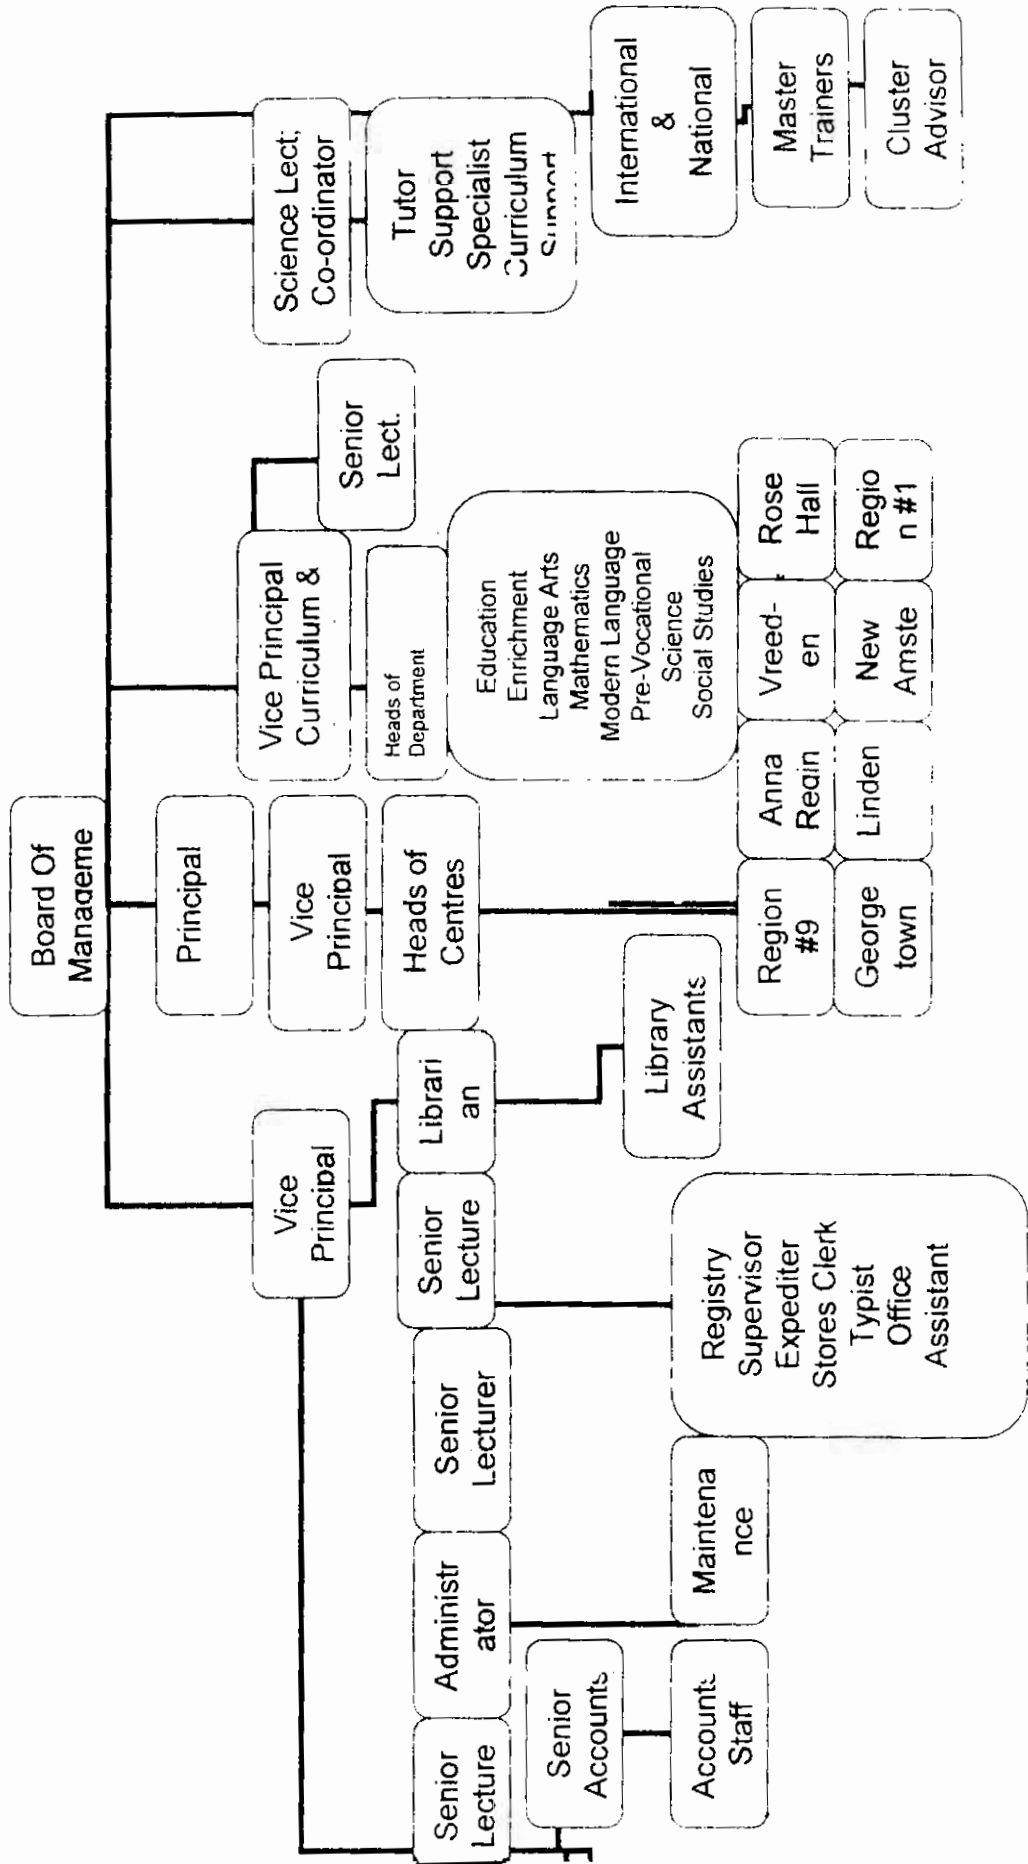 Board Of
Manageme
Principal
Vice
Principal
Heads of
Centres
Vice
Principal
Senior
Lecture
Administr
ator
Senior
Lecturer
Senior
Lecture
Librari
an
Senior
Accounts
Accounts
Staff
Maintena
nce
Registry
Supervisor
Expediter
Stores Clerk
Typist
Office
Assistant
Library
Assistants
Vice Principal
Curriculum &
Senior
Lect.
Heads of
Department
Education
Enrichment
Language Arts
Mathematics
Modern Language
Pre-Vocational
Science
Social Studies
Region
#9
Anna
Regin
Vreed-
en
Rose
Hall
George
town
Linden
New
Amste
Regio
n #1
Science Lect;
Co-ordinator
Tutor
Support
Specialist
Curriculum
Support
International
&
National
Master
Trainers
Cluster
Advisor